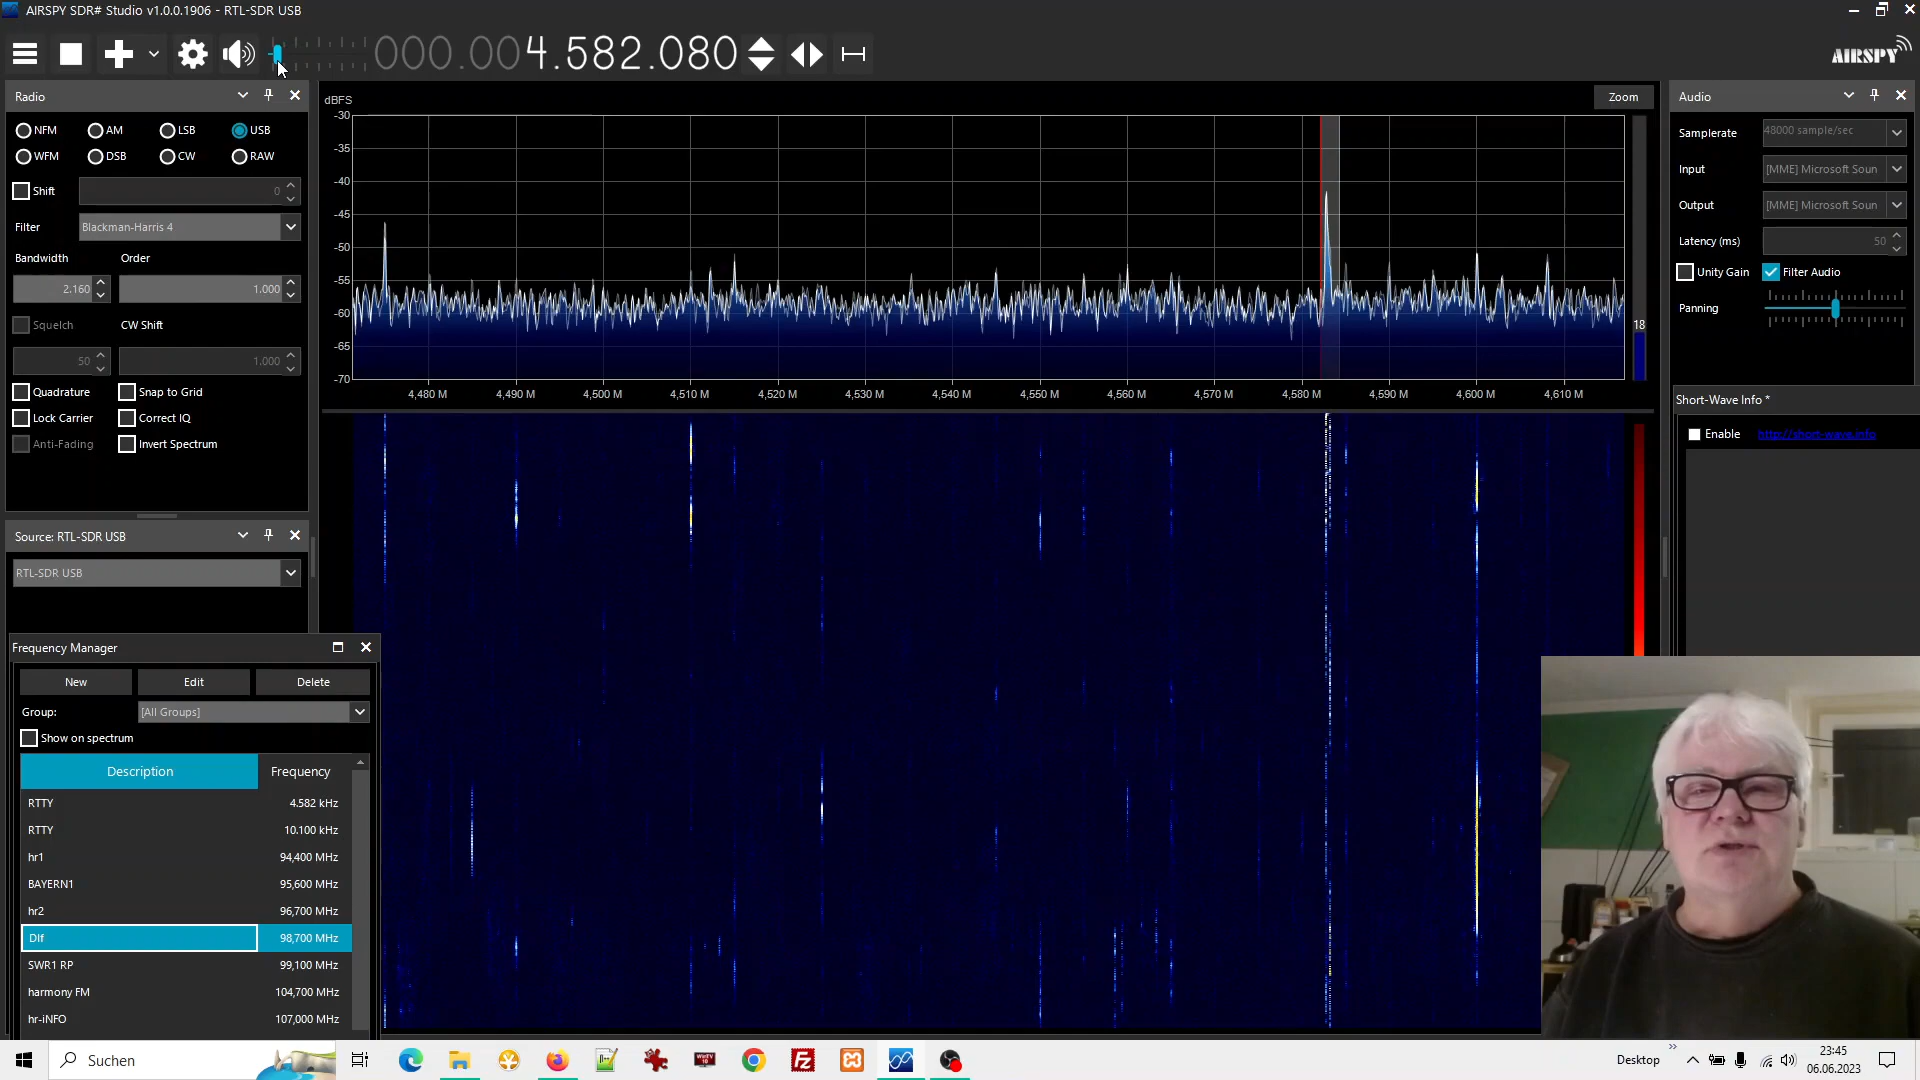 AIRSPY SDR# Studio v1.0.0.1906 - RTL-SDR USB
000.004.582.080
AIRSPY
Radio
NFM AM LSB USB
WFM DSB CW RAW
Shift 0
Filter Blackman-Harris 4
Bandwidth Order
2.160 1.000
Squelch CW Shift
50 1.000
Quadrature Snap to Grid
Lock Carrier Correct IQ
Anti-Fading Invert Spectrum
Source: RTL-SDR USB
RTL-SDR USB
Frequency Manager
New Edit Delete
Group: [All Groups]
Show on spectrum
Description Frequency
RTTY 4.582 kHz
RTTY 10.100 kHz
hr1 94,400 MHz
BAYERN1 95,600 MHz
hr2 96,700 MHz
Dlf 98,700 MHz
SWR1 RP 99,100 MHz
harmony FM 104,700 MHz
hr-iNFO 107,000 MHz
dBFS
Zoom
-30
-35
-40
-45
-50
-55
-60
-65
-70
18
4,480 M 4,490 M 4,500 M 4,510 M 4,520 M 4,530 M 4,540 M 4,550 M 4,560 M 4,570 M 4,580 M 4,590 M 4,600 M 4,610 M
Audio
Samplerate 48000 sample/sec
Input [MME] Microsoft Soun
Output [MME] Microsoft Soun
Latency (ms) 50
Unity Gain Filter Audio
Panning
Short-Wave Info *
Enable http://short-wave.info
Suchen
WinTV
10
Fz
Desktop
23:45
06.06.2023